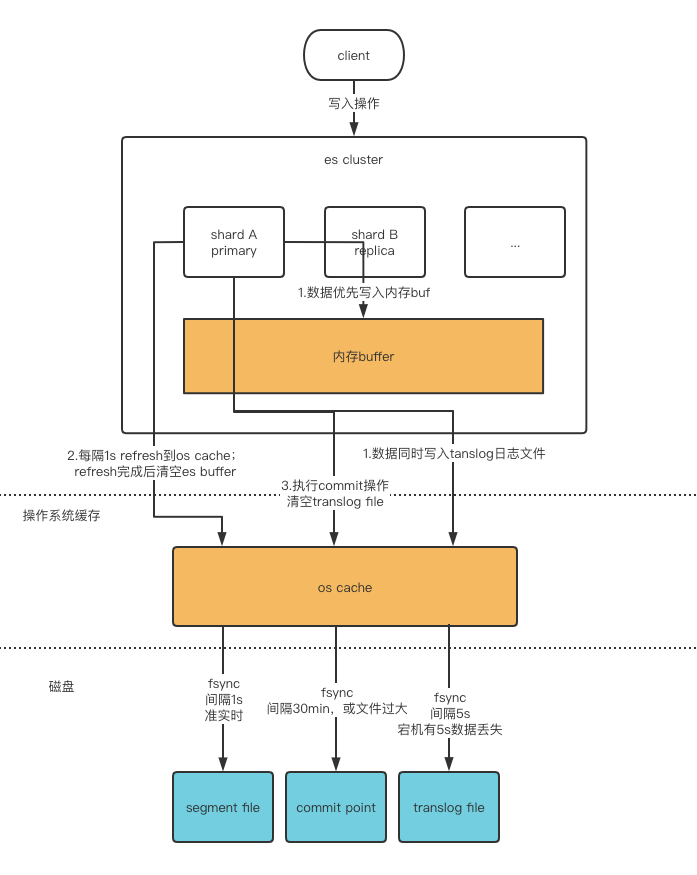 client
写入操作
es cluster
shard A
primary
shard B
replica
...
1.数据优先写入内存buf
内存buffer
2.每隔1s refresh到os cache；
refresh完成后清空es buffer
1.数据同时写入tanslog日志文件
3.执行commit操作
清空translog file
操作系统缓存
os cache
磁盘
fsync
间隔1s
准实时
fsync
间隔30min，或文件过大
fsync
间隔5s
宕机有5s数据丢失
segment file
commit point
translog file